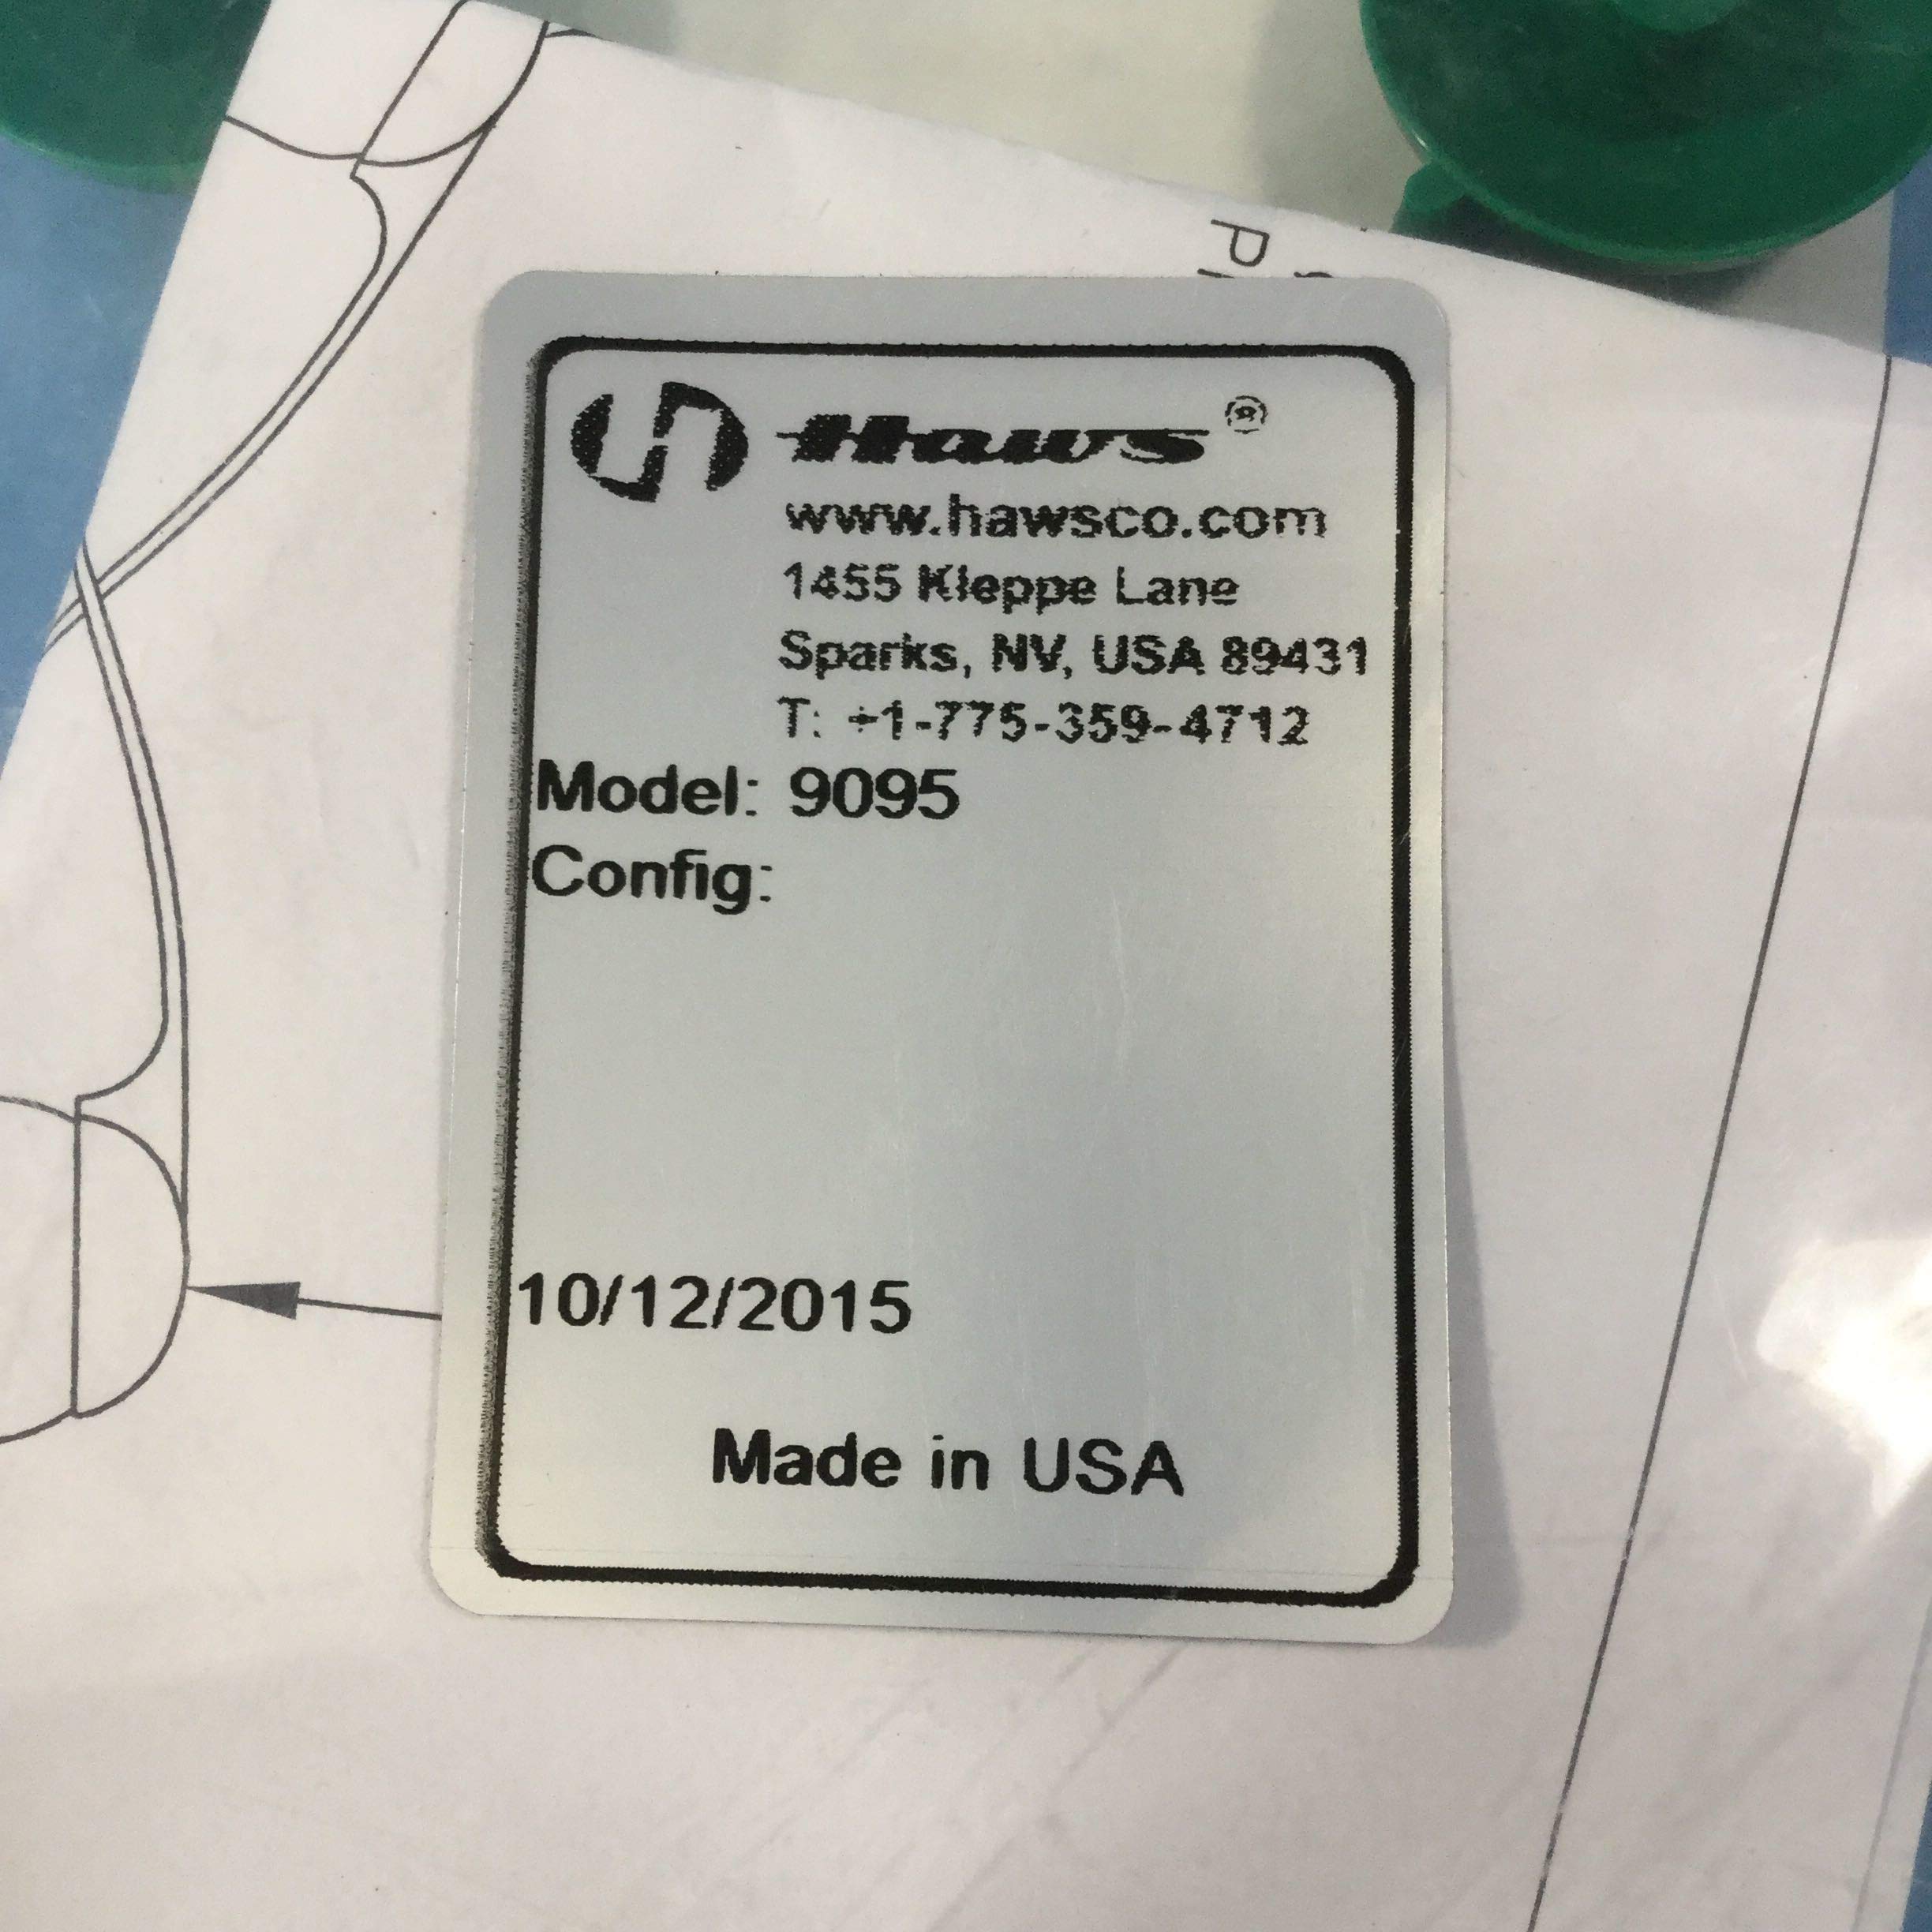 Haws®
www.hawsco.com
1455 Kleppe Lane
Sparks, NV, USA 89431
T: +1-775-359-4712
Model: 9095
Config:
10/12/2015
Made in USA